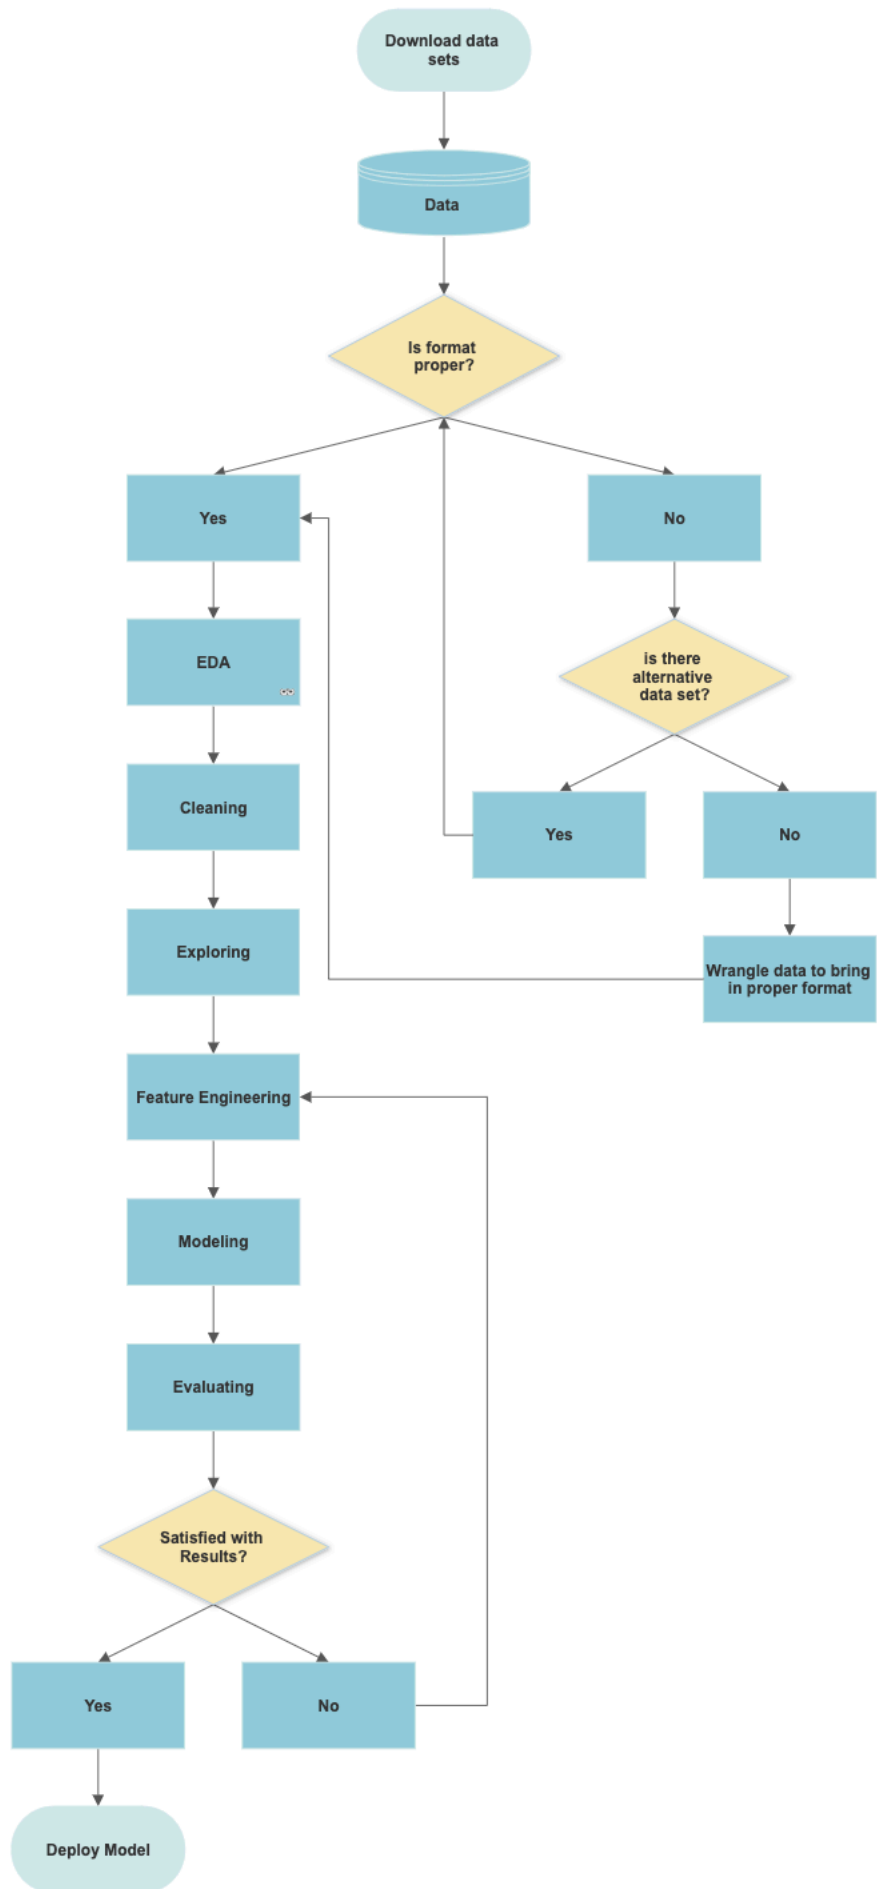 Download data
sets
Data
Is format
proper?
Yes
No
EDA
is there
alternative
data set?
Cleaning
Yes
No
Exploring
Wrangle data to bring
in proper format
Feature Engineering
Modeling
Evaluating
Satisfied with
Results?
Yes
No
Deploy Model